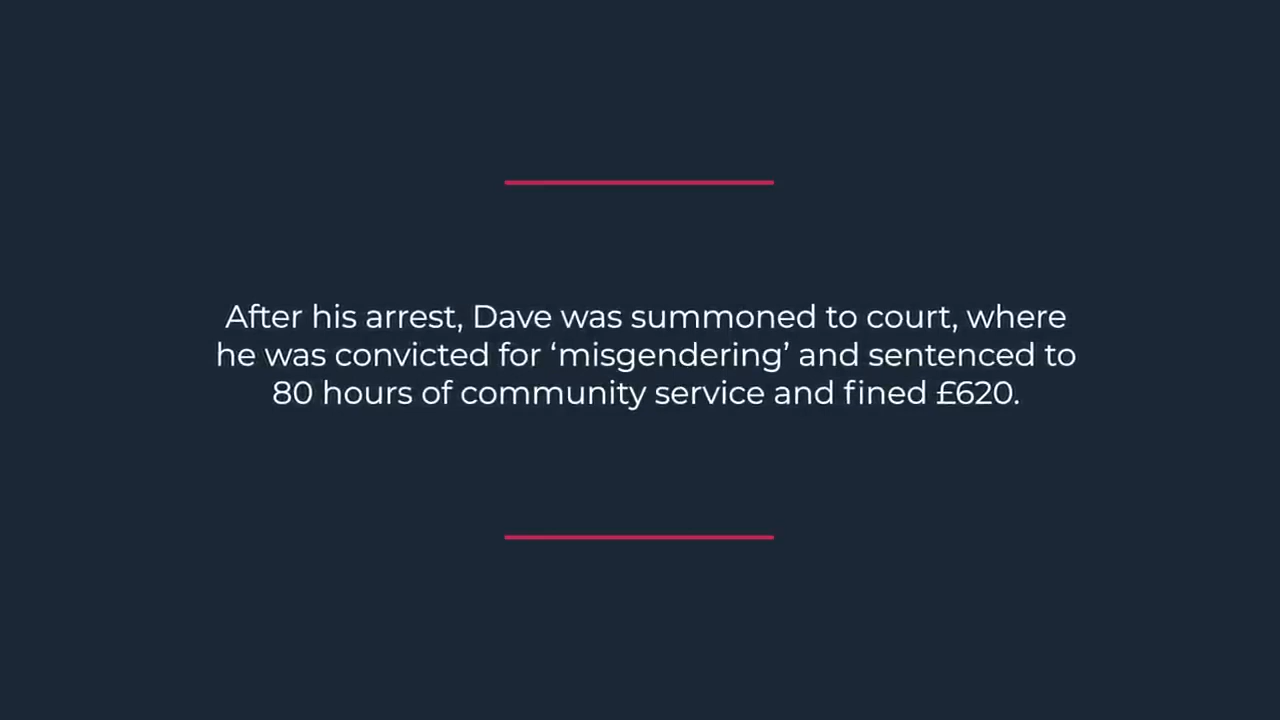 After his arrest, Dave was summoned to court, where
he was convicted for ‘misgendering’ and sentenced to
80 hours of community service and fined £620.